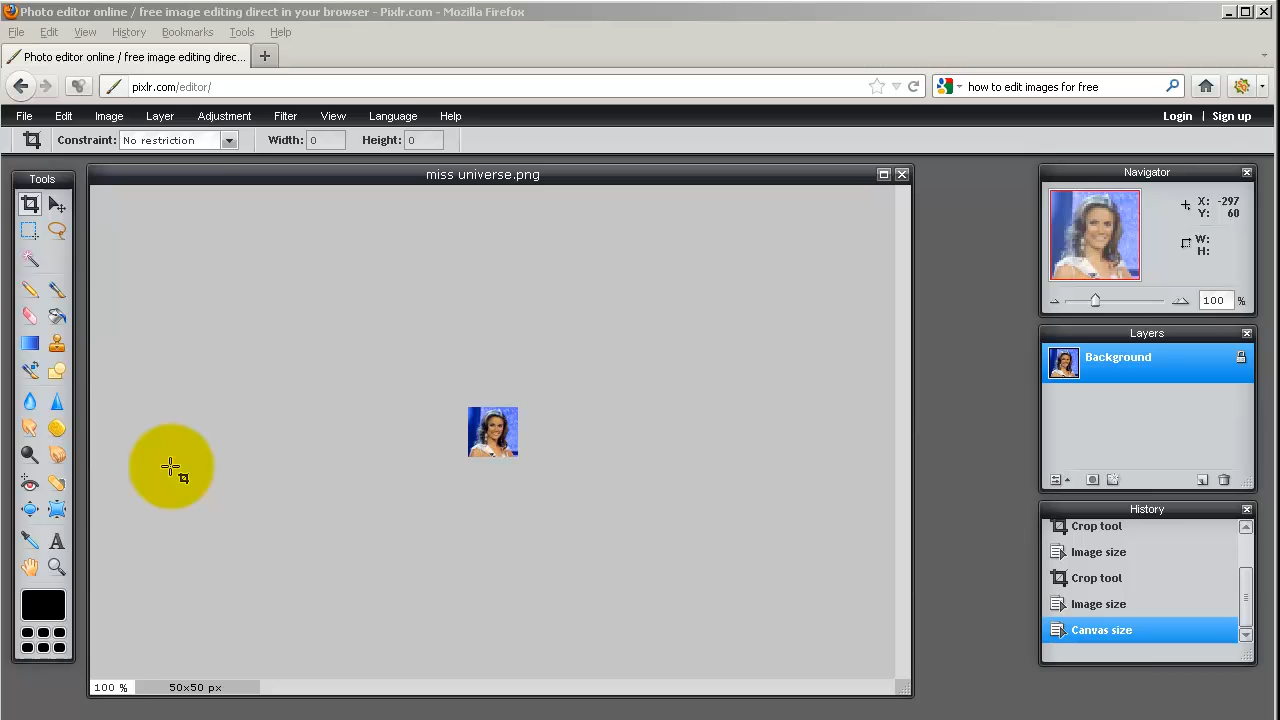 Photo editor online / free image editing direct in your browser - Pixlr.com - Mozilla Firefox
File Edit View History Bookmarks Tools Help
Photo editor online / free image editing direc...
pixlr.com/editor/
how to edit images for free
File Edit Image Layer Adjustment Filter View Language Help
Login | Sign up
Constraint: No restriction Width: 0 Height: 0
Tools
miss universe.png
Navigator
X: -297
Y: 60
W:
H:
100 %
Layers
Background
History
Crop tool
Image size
Crop tool
Image size
Canvas size
100 % 50x50 px